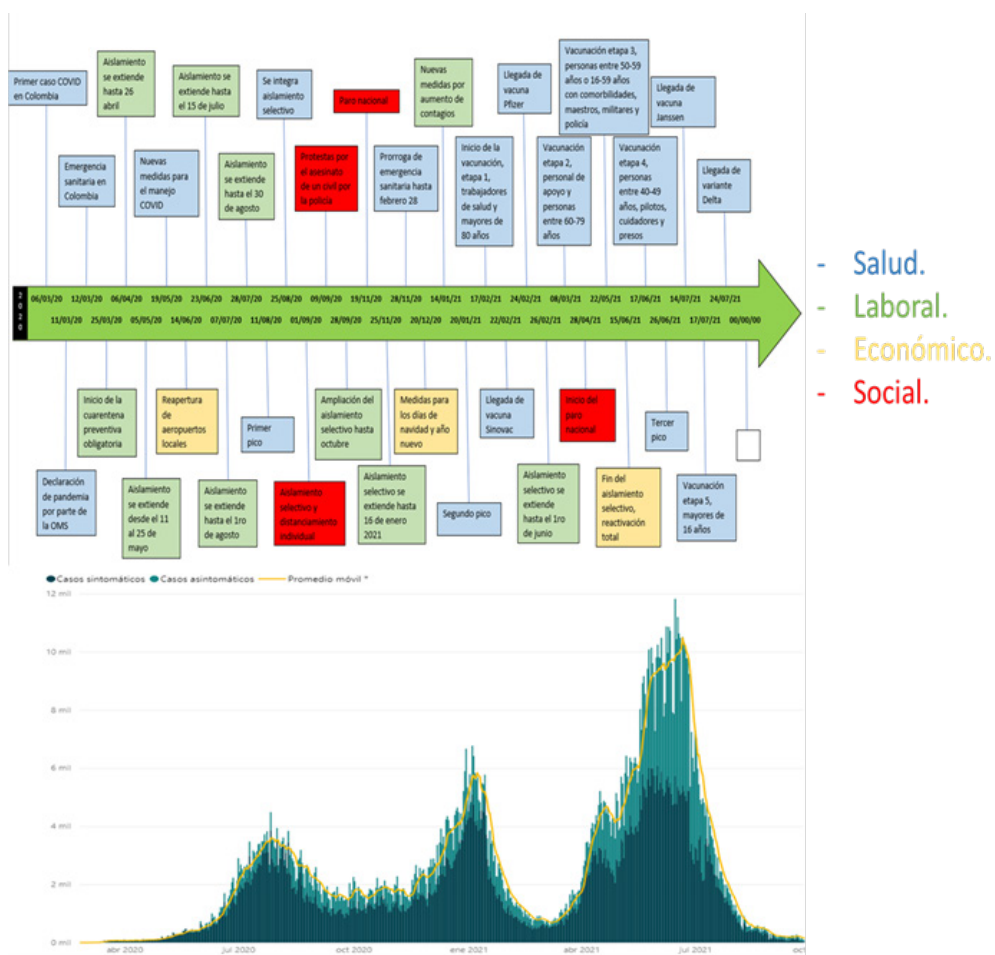 Primer caso COVID
en Colombia
Emergencia
sanitaria en
Colombia
Aislamiento
se extiende
hasta 26
abril
Nuevas
medidas para
el manejo
COVID
Aislamiento se
extiende hasta
el 15 de julio
Aislamiento
se extiende
hasta el 30
de agosto
Se integra
aislamiento
selectivo
Protestas por
el asesinato
de un civil por
la policía
Paro nacional
Prorroga de
emergencia
sanitaria hasta
febrero 28
Nuevas
medidas por
aumento de
contagios
Inicio de la
vacunación,
etapa 1,
trabajadores
de salud y
mayores de
80 años
Llegada de
vacuna
Pfizer
Vacunación
etapa 2,
personal de
apoyo y
personas
entre 60-79
años
Vacunación etapa 3,
personas entre 50-59
años o 16-59 años
con comorbilidades,
maestros, militares y
policía
Vacunación
etapa 4,
personas
entre 40-49
años, pilotos,
cuidadores y
presos
Llegada de
vacuna
Janssen
Llegada de
variante
Delta
2020
06/03/20 12/03/20 06/04/20 19/05/20 23/06/20 28/07/20 25/08/20 09/09/20 19/11/20 28/11/20 14/01/21 17/02/21 24/02/21 08/03/21 22/05/21 17/06/21 14/07/21 24/07/21
11/03/20 25/03/20 05/05/20 14/06/20 07/07/20 11/08/20 01/09/20 28/09/20 25/11/20 20/12/20 20/01/21 20/02/21 26/02/21 28/04/21 15/06/21 26/06/21 17/07/21 00/00/00
Declaración
de pandemia
por parte de
la OMS
Inicio de la
cuarentena
preventiva
obligatoria
Aislamiento
se extiende
desde el 11
al 25 de
mayo
Reapertura
de
aeropuertos
locales
Aislamiento
se extiende
hasta el 1ro
de agosto
Primer
pico
Aislamiento
selectivo y
distanciamiento
individual
Ampliación del
aislamiento
selectivo hasta
octubre
Aislamiento
selectivo se
extiende hasta
16 de enero
2021
Medidas para
los días de
navidad y año
nuevo
Segundo pico
Llegada de
vacuna
Sinovac
Aislamiento
selectivo se
extiende
hasta el 1ro
de junio
Inicio del
paro
nacional
Fin del
aislamiento
selectivo,
reactivación
total
Tercer
pico
Vacunación
etapa 5,
mayores de
16 años
- Salud.
- Laboral.
- Económico.
- Social.
Casos sintomáticos Casos asintomáticos Promedio móvil *
12 mil
10 mil
8 mil
6 mil
4 mil
2 mil
0 mil
abr 2020 jul 2020 oct 2020 ene 2021 abr 2021 jul 2021 oct